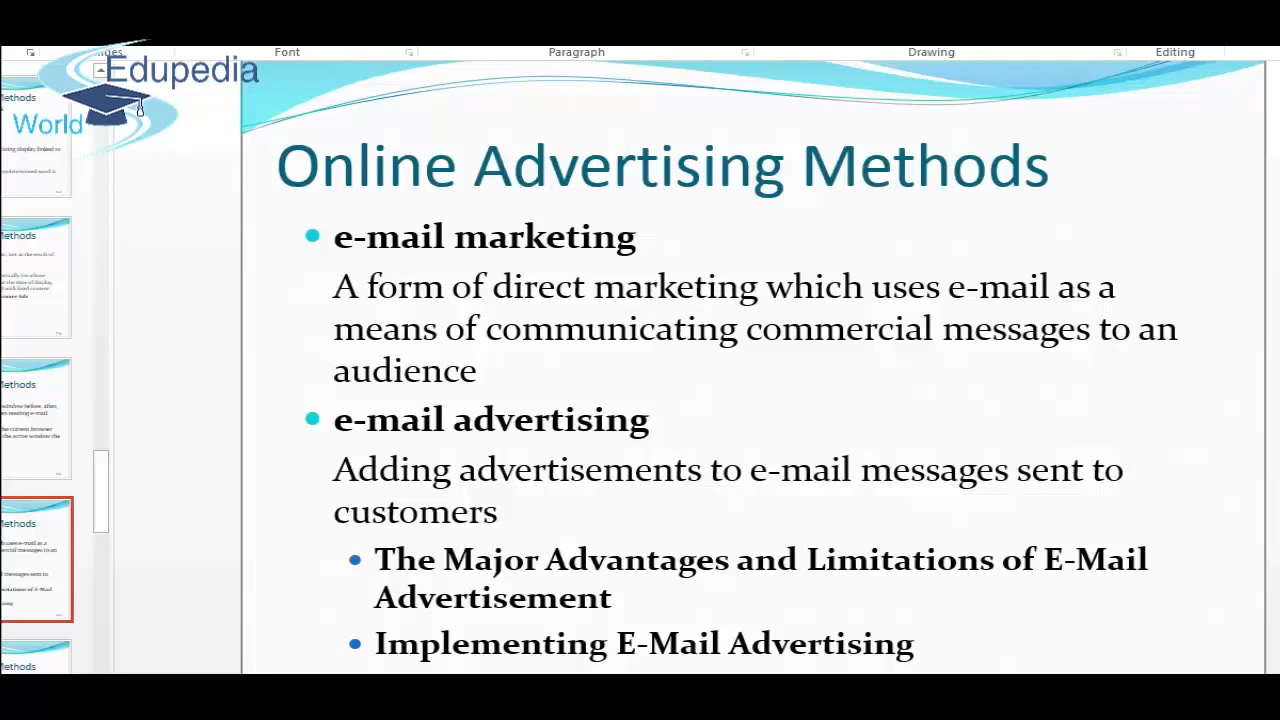 Font
Paragraph
Drawing
Editing
Edupedia
World
Online Advertising Methods
e-mail marketing
A form of direct marketing which uses e-mail as a
means of communicating commercial messages to an
audience
e-mail advertising
Adding advertisements to e-mail messages sent to
customers
The Major Advantages and Limitations of E-Mail
Advertisement
Implementing E-Mail Advertising